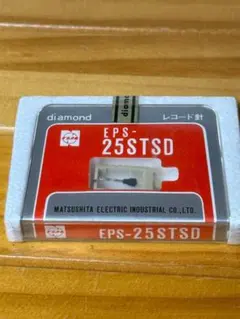 diamond
レコード針
EPS-
25STSD
MATSUSHITA ELECTRIC INDUSTRIAL CO.,LTD.
EPS-25STSD